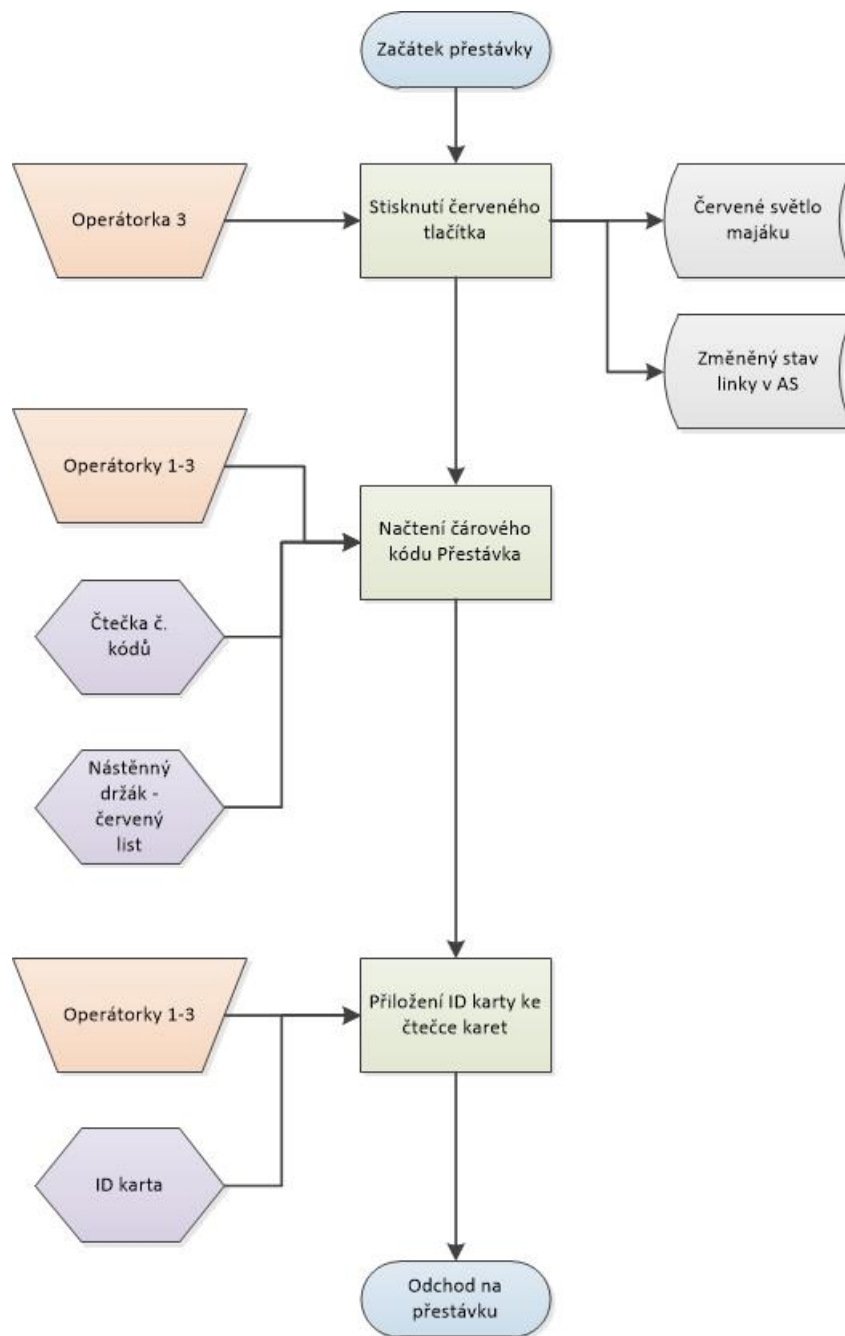 Začátek přestávky
Operátorka 3
Stisknutí červeného
tlačítka
Červené světlo
majáku
Změněný stav
linky v AS
Operátorky 1-3
Načtení čárového
kódu Přestávka
Čtečka č.
kódů
Nástěnný
držák -
červený
list
Operátorky 1-3
Přiložení ID karty ke
čtečce karet
ID karta
Odchod na
přestávku